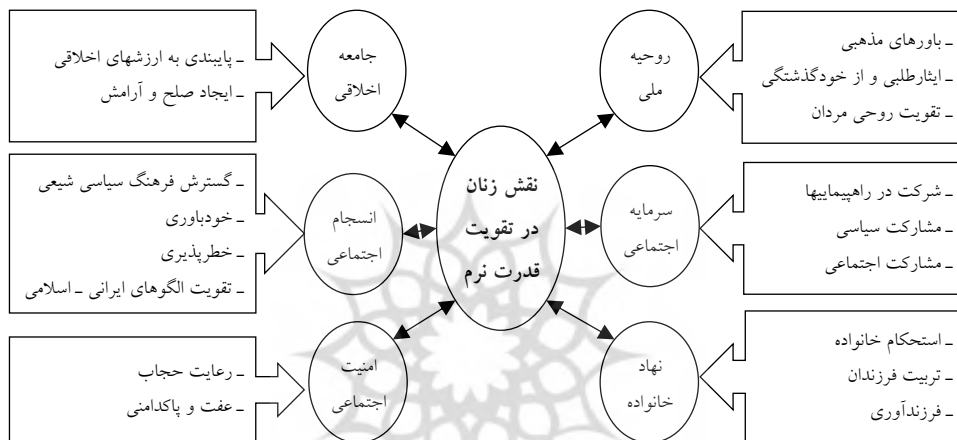 ـ باورهای مذهبی
ـ ایثارطلبی و از خودگذشتگی
ـ تقویت روحی مردان
روحیه
ملی
جامعه
اخلاقی
ـ پایبندی به ارزشهای اخلاقی
ـ ایجاد صلح و آرامش
ـ شرکت در راهپیماییها
ـ مشارکت سیاسی
ـ مشارکت اجتماعی
سرمایه
اجتماعی
نقش زنان
در تقویت
قدرت نرم
انسجام
اجتماعی
ـ گسترش فرهنگ سیاسی شیعی
ـ خودباوری
ـ خطرپذیری
ـ تقویت الگوهای ایرانی ـ اسلامی
ـ استحکام خانواده
ـ تربیت فرزندان
ـ فرزندآوری
نهاد
خانواده
امنیت
اجتماعی
ـ رعایت حجاب
ـ عفت و پاکدامنی